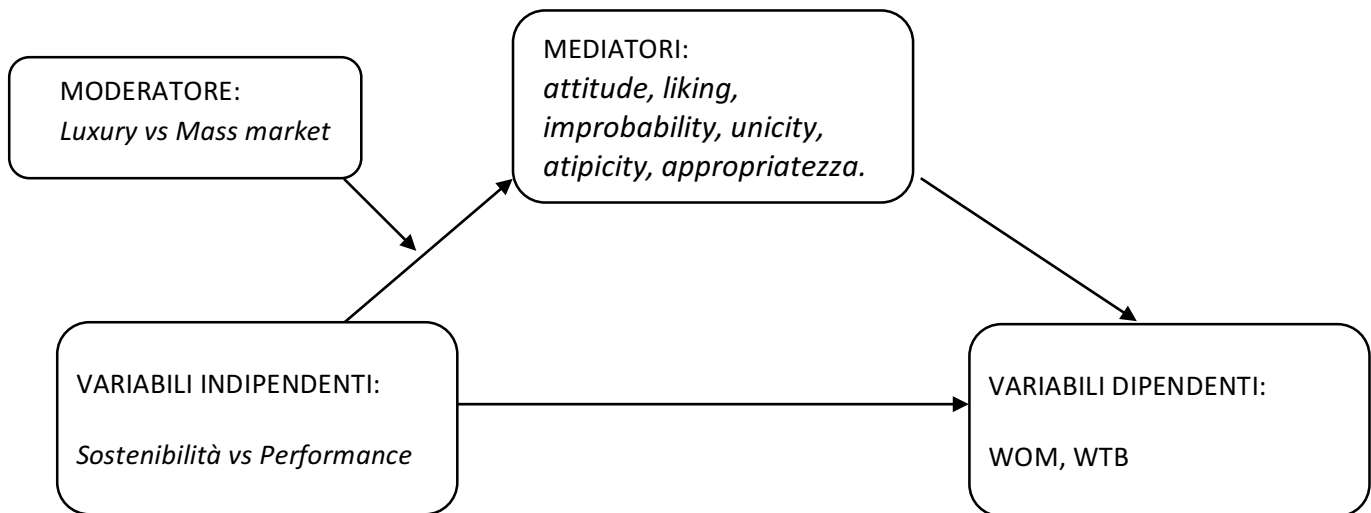 MODERATORE:
Luxury vs Mass market
MEDIATORI:
attitude, liking,
improbability, unicity,
atipicity, appropriatezza.
VARIABILI INDIPENDENTI:
Sostenibilità vs Performance
VARIABILI DIPENDENTI:
WOM, WTB